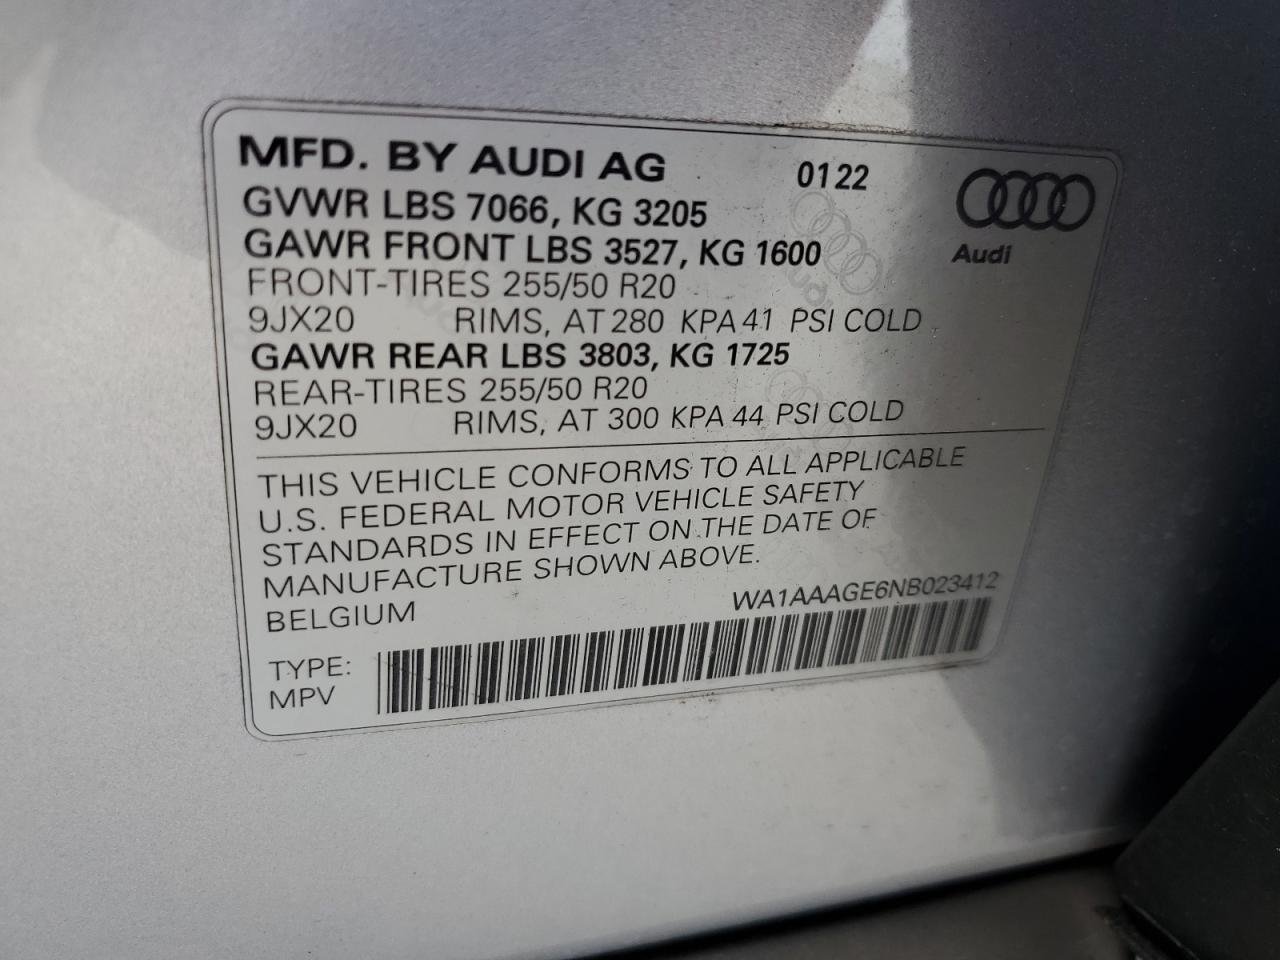 MFD. BY AUDI AG 0122
GVWR LBS 7066, KG 3205
GAWR FRONT LBS 3527, KG 1600
Audi
FRONT-TIRES 255/50 R20
9JX20 RIMS, AT 280 KPA 41 PSI COLD
GAWR REAR LBS 3803, KG 1725
REAR-TIRES 255/50 R20
9JX20 RIMS, AT 300 KPA 44 PSI COLD
THIS VEHICLE CONFORMS TO ALL APPLICABLE
U.S. FEDERAL MOTOR VEHICLE SAFETY
STANDARDS IN EFFECT ON THE DATE OF
MANUFACTURE SHOWN ABOVE.
BELGIUM WA1AAAGE6NB023412
TYPE:
MPV